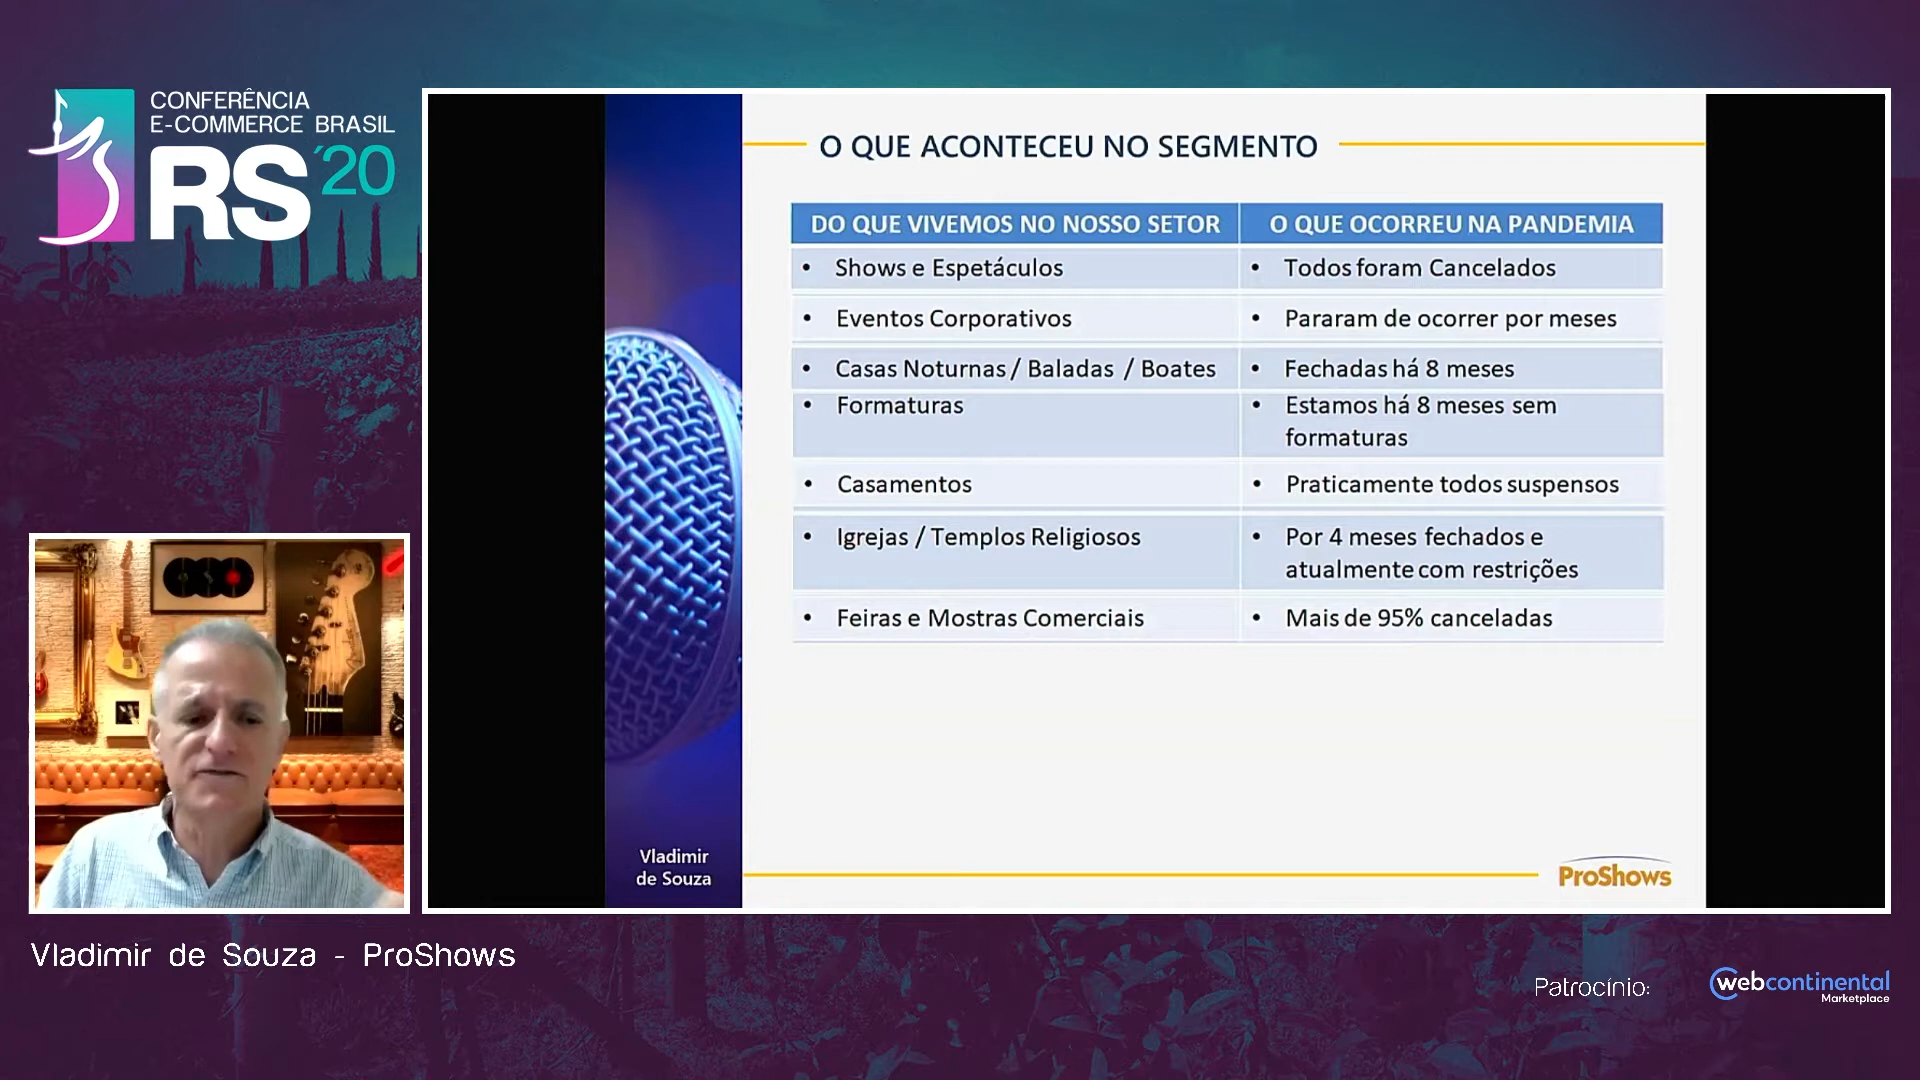 CONFERÊNCIA
E-COMMERCE BRASIL
RS '20
O QUE ACONTECEU NO SEGMENTO
DO QUE VIVEMOS NO NOSSO SETOR
O QUE OCORREU NA PANDEMIA
• Shows e Espetáculos
• Todos foram Cancelados
• Eventos Corporativos
• Pararam de ocorrer por meses
• Casas Noturnas / Baladas / Boates
• Fechadas há 8 meses
• Formaturas
• Estamos há 8 meses sem
formaturas
• Casamentos
• Praticamente todos suspensos
• Igrejas / Templos Religiosos
• Por 4 meses fechados e
atualmente com restrições
• Feiras e Mostras Comerciais
• Mais de 95% canceladas
Vladimir
de Souza
ProShows
Vladimir de Souza - ProShows
Patrocínio:
webcontinental
Marketplace